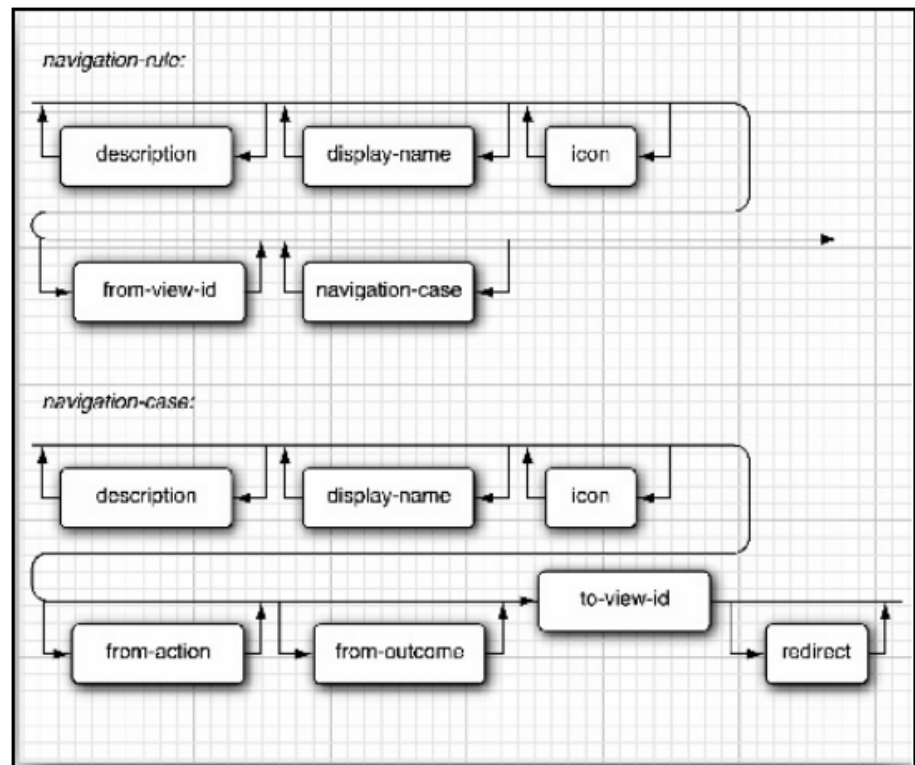 navigation-rule:
description display-name icon
from-view-id navigation-case
navigation-case:
description display-name icon
to-view-id
from-action from-outcome redirect